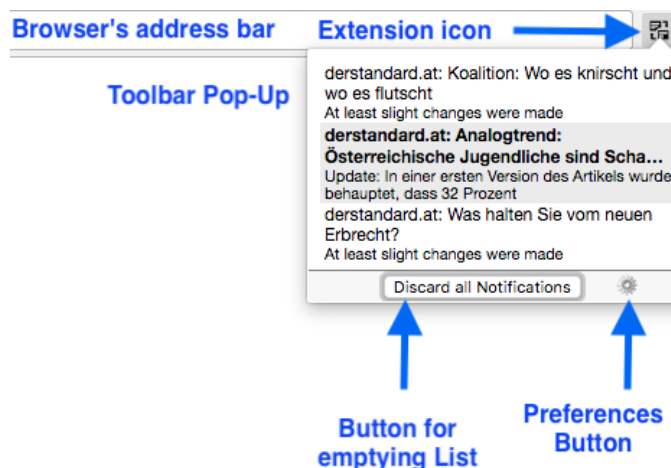 Browser's address bar
Extension icon
Toolbar Pop-Up
derstandard.at: Koalition: Wo es knirscht und
wo es flutscht
At least slight changes were made
derstandard.at: Analogtrend:
Österreichische Jugendliche sind Scha...
Update: In einer ersten Version des Artikels wurde
behauptet, dass 32 Prozent
derstandard.at: Was halten Sie vom neuen
Erbrecht?
At least slight changes were made
Discard all Notifications
Button for
emptying List
Preferences
Button